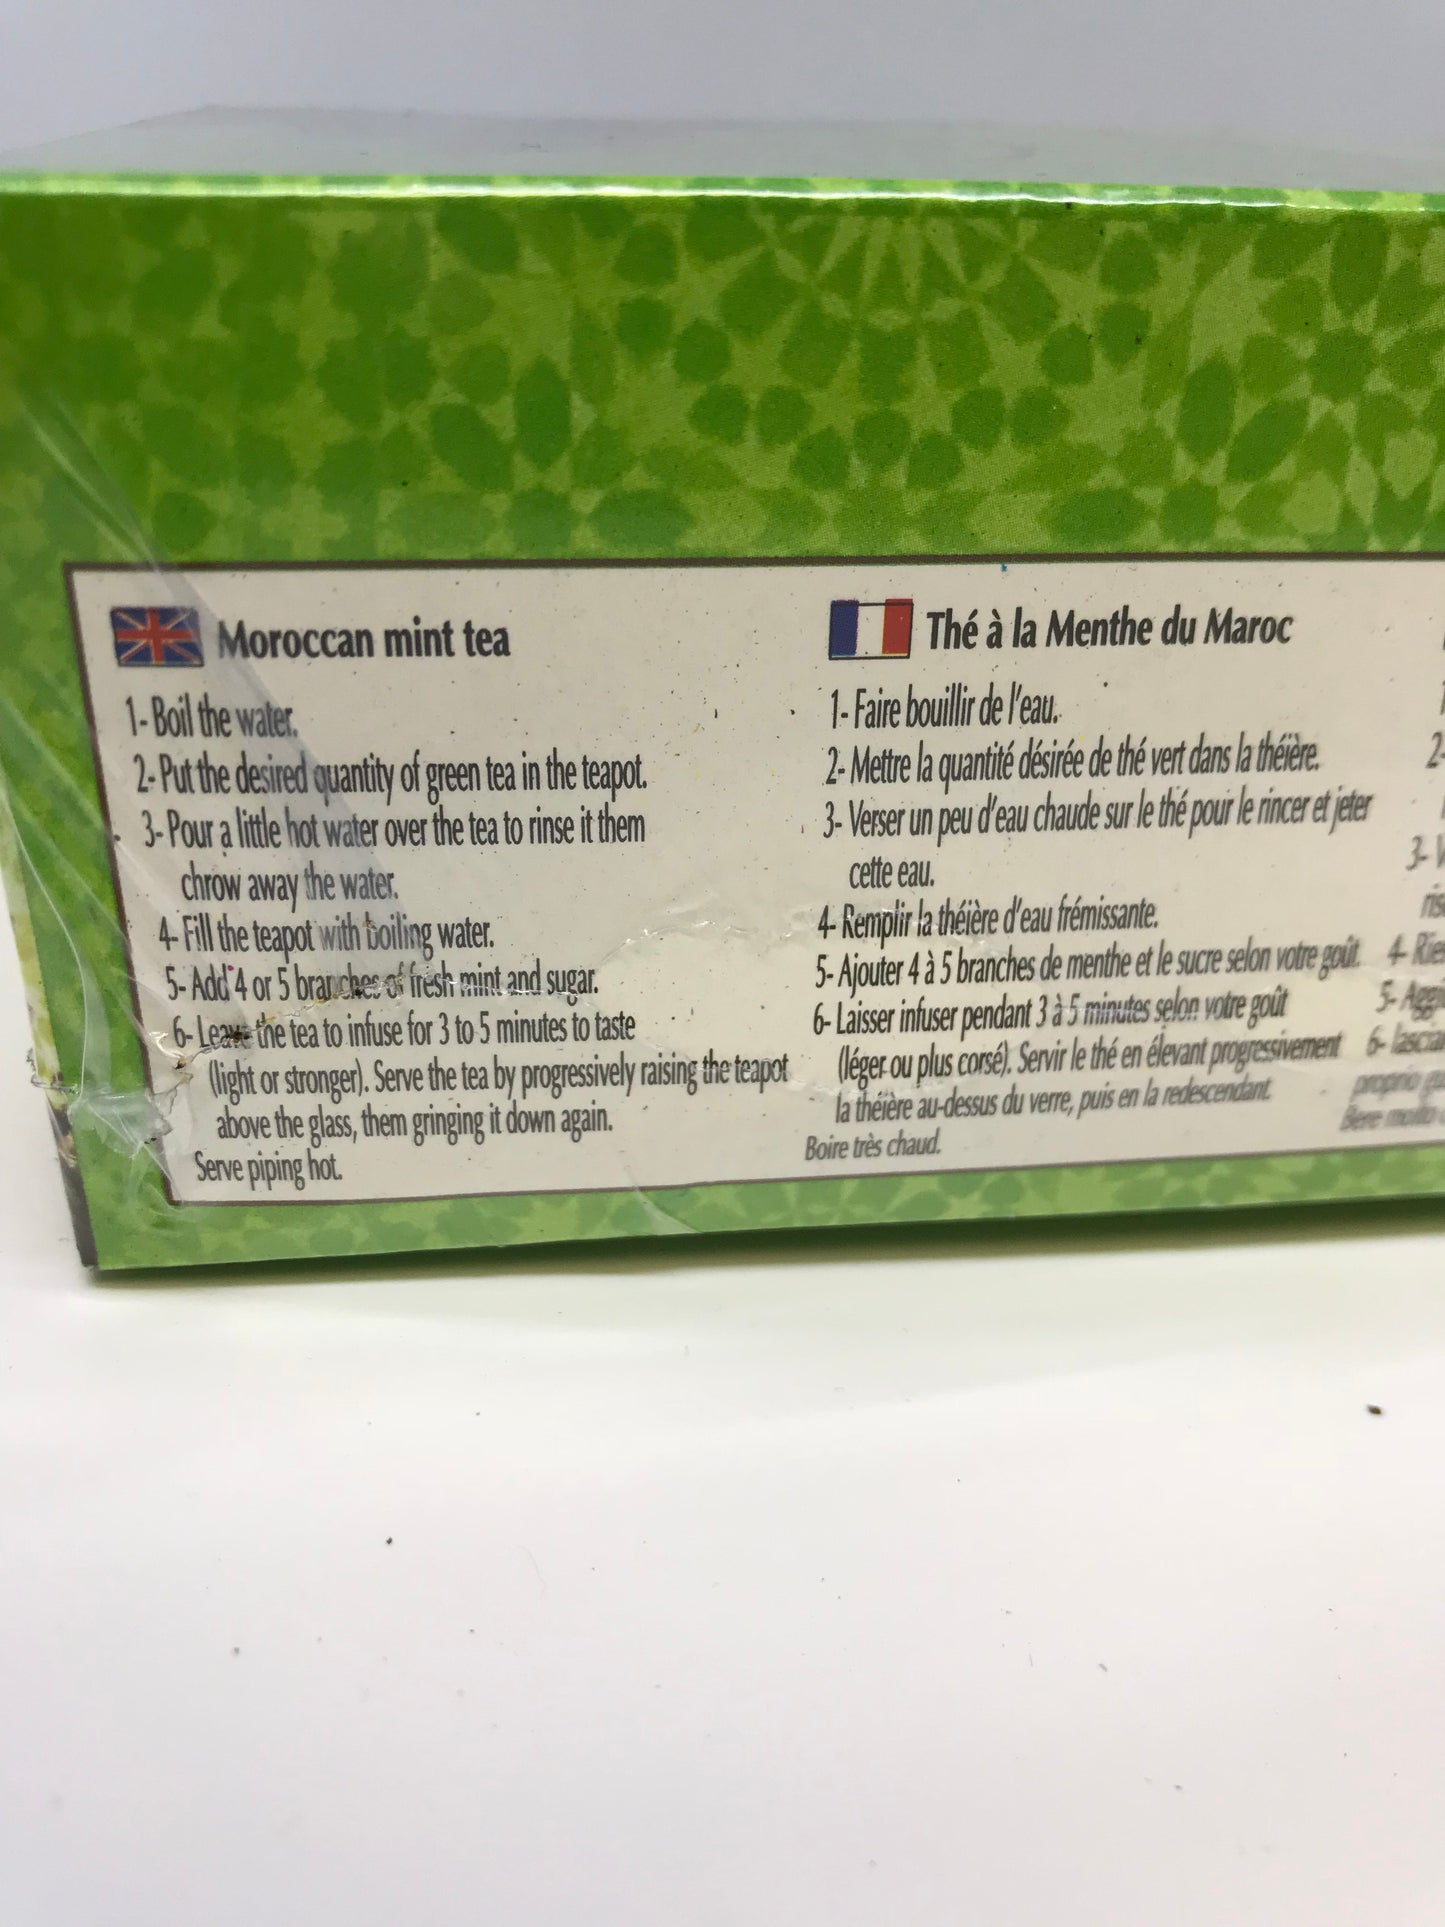 Moroccan mint tea
1- Boil the water.
2- Put the desired quantity of green tea in the teapot.
3- Pour a little hot water over the tea to rinse it them
chrow away the water.
4- Fill the teapot with boiling water.
5- Add 4 or 5 branches of fresh mint and sugar.
6- Leave the tea to infuse for 3 to 5 minutes to taste
(light or stronger). Serve the tea by progressively raising the teapot
above the glass, them gringing it down again.
Serve piping hot.
Thé à la Menthe du Maroc
1- Faire bouillir de l'eau.
2- Mettre la quantité désirée de thé vert dans la théière.
3- Verser un peu d'eau chaude sur le thé pour le rincer et jeter
cette eau.
4- Remplir la théière d'eau frémissante.
5- Ajouter 4 à 5 branches de menthe et le sucre selon votre goût.
6- Laisser infuser pendant 3 à 5 minutes selon votre goût
(léger ou plus corsé). Servir le thé en élevant progressivement
la théière au-dessus du verre, puis en la redescendant.
Boire très chaud.
2-
3-
4-
5-
6-
proprio
Bere molto